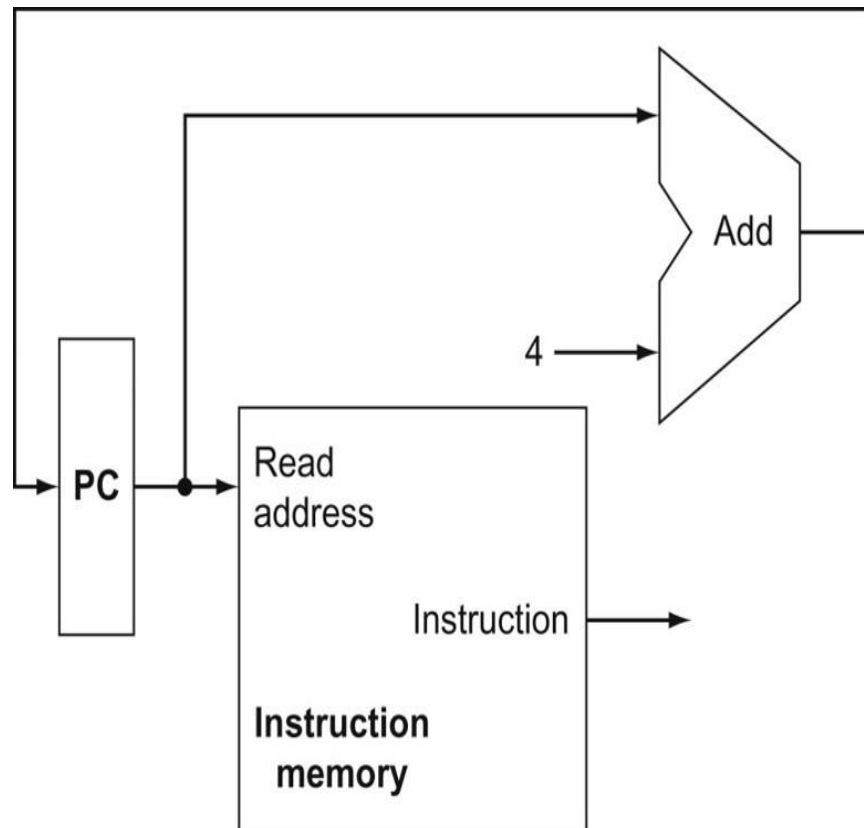 Add
4
PC
Read
address
Instruction
Instruction
memory